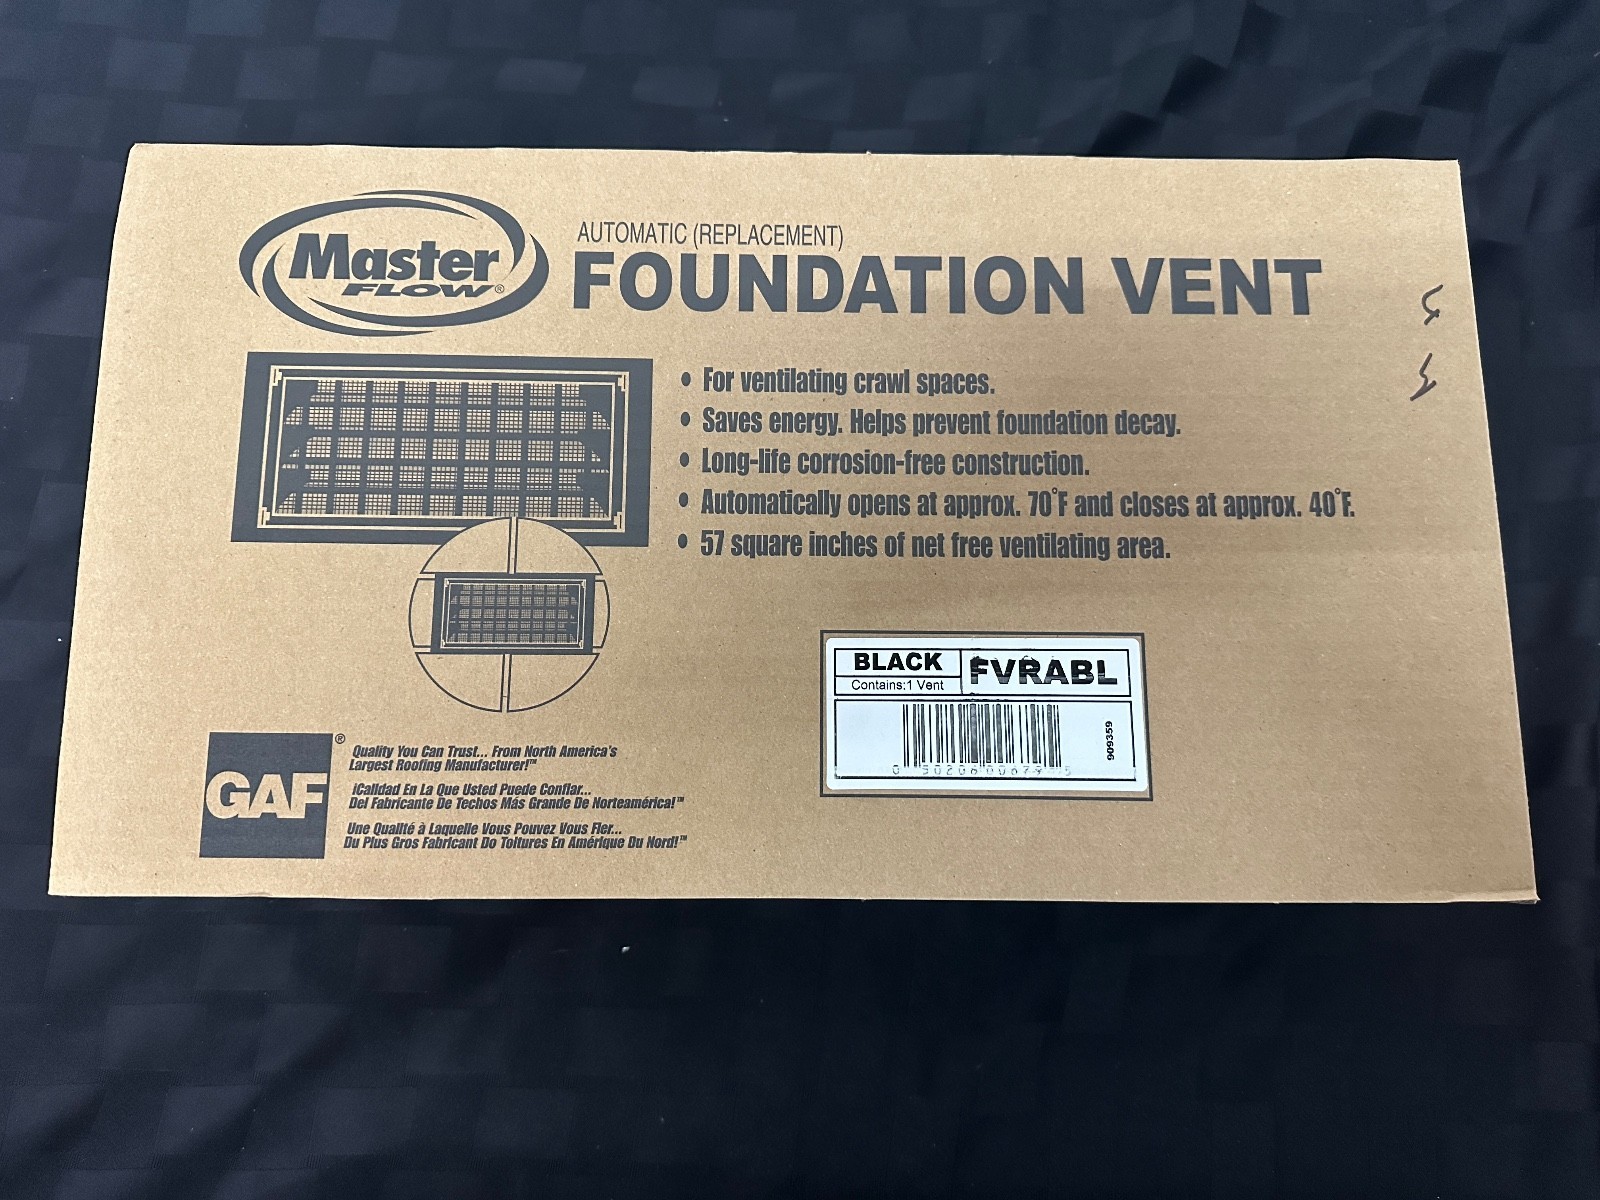 Master
FLOW®
AUTOMATIC (REPLACEMENT)
FOUNDATION VENT
• For ventilating crawl spaces.
• Saves energy. Helps prevent foundation decay.
• Long-life corrosion-free construction.
• Automatically opens at approx. 70°F and closes at approx. 40°F.
• 57 square inches of net free ventilating area.
BLACK
Contains:1 Vent
FVRABL
0 50206 00679 5
909359
GAF®
Quality You Can Trust... From North America's
Largest Roofing Manufacturer!™
¡Calidad En La Que Usted Puede Confiar...
Del Fabricante De Techos Más Grande De Norteamérica!™
Une Qualité à Laquelle Vous Pouvez Vous Fier...
Du Plus Gros Fabricant Do Toitures En Amérique Du Nord!™